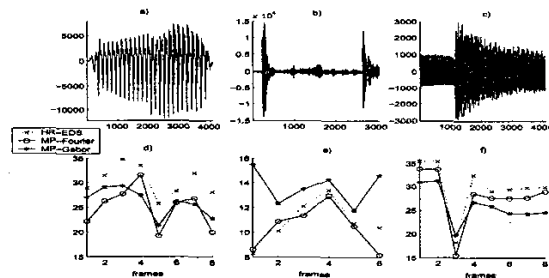 a) b) c)
x 10⁴
5000 0 −5000 −10000
1 0.5 0 −0.5 −1 −1.5
3000 2000 1000 0 −1000 −2000 −3000
1000 2000 3000 4000 1000 2000 3000 1000 2000 3000 4000
HR−EDS
MP−Fourier
MP−Gabor
d) e) f)
35 30 25 20 15
16 14 12 10 8
35 30 25 20 15
2 4 6 8 2 4 6 8 2 4 6 8
frames frames frames